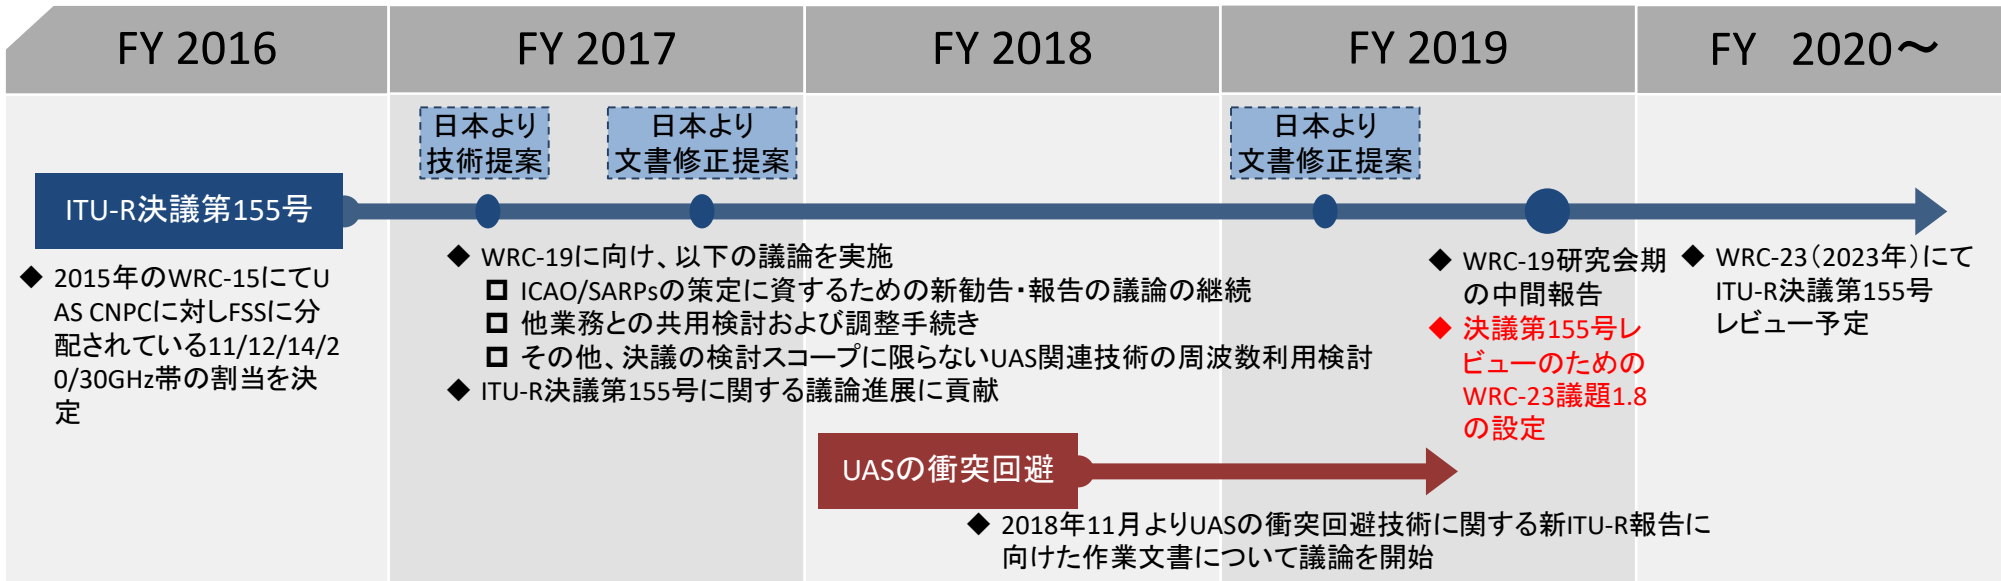 FY 2016
FY 2017
FY 2018
FY 2019
FY 2020～
日本より
技術提案
日本より
文書修正提案
日本より
文書修正提案
ITU-R決議第155号
◆ 2015年のWRC-15にてU
AS CNPCに対しFSSに分
配されている11/12/14/2
0/30GHz帯の割当を決
定
◆ WRC-19に向け、以下の議論を実施
□ ICAO/SARPsの策定に資するための新勧告・報告の議論の継続
□ 他業務との共用検討および調整手続き
□ その他、決議の検討スコープに限らないUAS関連技術の周波数利用検討
◆ ITU-R決議第155号に関する議論進展に貢献
◆ WRC-19研究会期
の中間報告
◆ 決議第155号レ
ビューのための
WRC-23議題1.8
の設定
◆ WRC-23（2023年）にて
ITU-R決議第155号
レビュー予定
UASの衝突回避
◆ 2018年11月よりUASの衝突回避技術に関する新ITU-R報告に
向けた作業文書について議論を開始